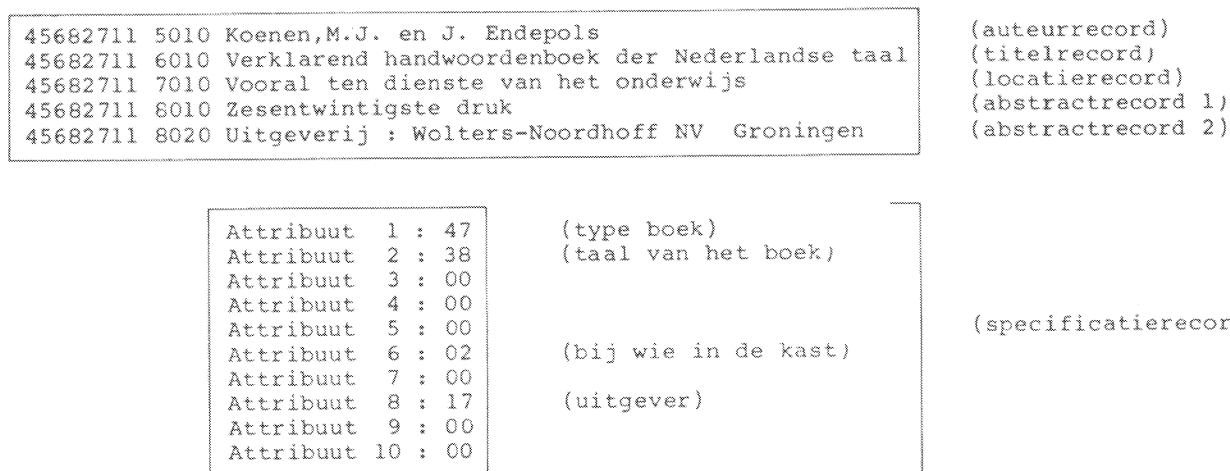 45682711 5010 Koenen,M.J. en J. Endepols (auteurrecord)
45682711 6010 Verklarend handwoordenboek der Nederlandse taal (titelrecord)
45682711 7010 Vooral ten dienste van het onderwijs (locatierecord)
45682711 8010 Zesentwintigste druk (abstractrecord 1)
45682711 8020 Uitgeverij : Wolters-Noordhoff NV Groningen (abstractrecord 2)
Attribuut 1 : 47 (type boek)
Attribuut 2 : 38 (taal van het boek)
Attribuut 3 : 00
Attribuut 4 : 00
Attribuut 5 : 00 (specificatierecor
Attribuut 6 : 02 (bij wie in de kast)
Attribuut 7 : 00
Attribuut 8 : 17 (uitgever)
Attribuut 9 : 00
Attribuut 10 : 00